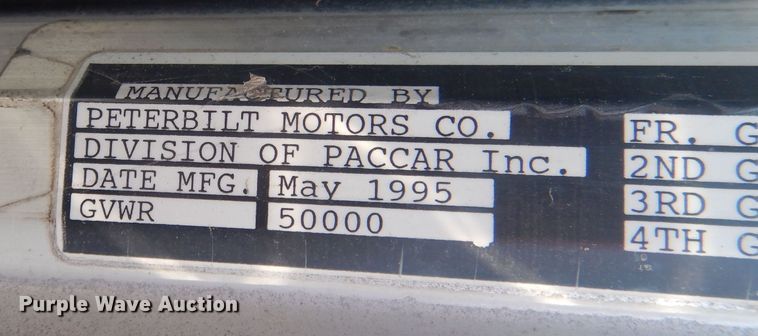 MANUFACTURED BY
PETERBILT MOTORS CO.
DIVISION OF PACCAR Inc.
DATE MFG. May 1995
GVWR 50000
FR. G
2ND G
3RD G
4TH G
Purple Wave Auction